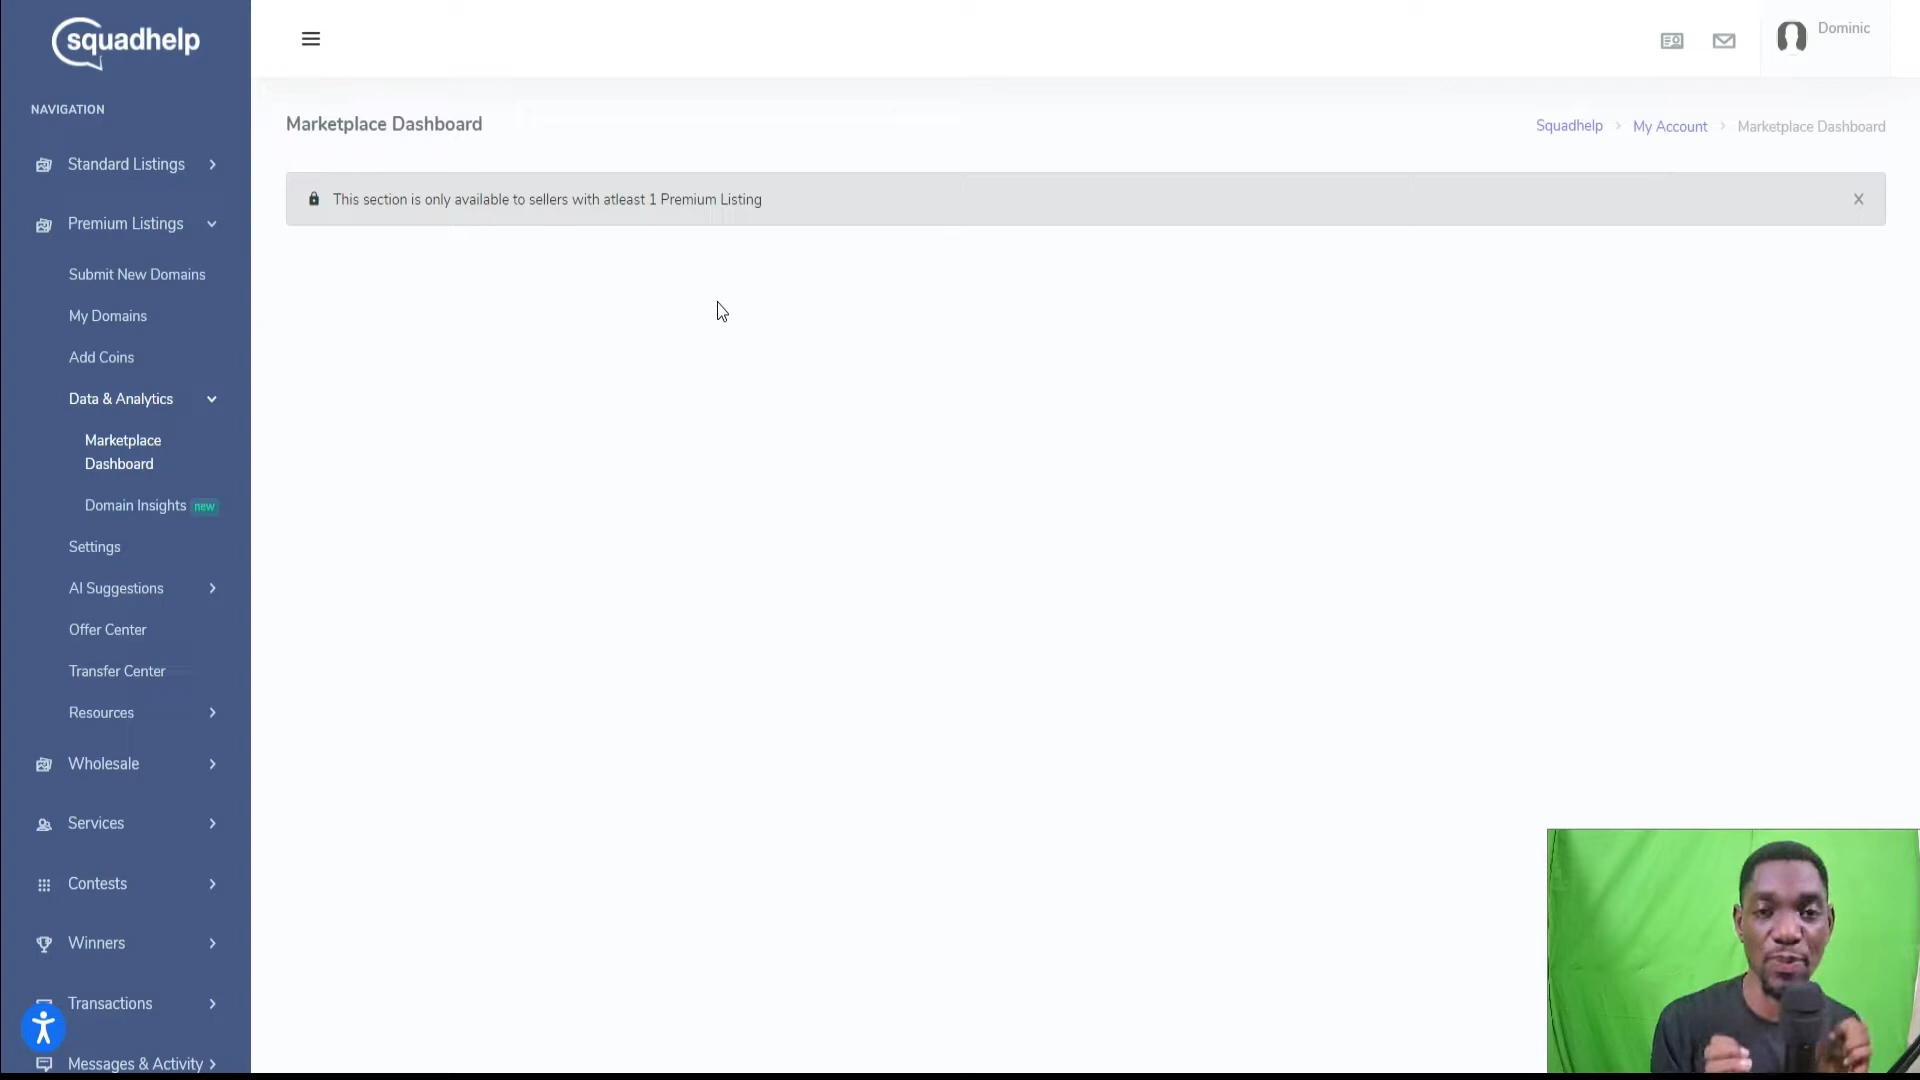 squadhelp
Dominic
NAVIGATION
Marketplace Dashboard
Squadhelp > My Account > Marketplace Dashboard
Standard Listings
This section is only available to sellers with atleast 1 Premium Listing
Premium Listings
Submit New Domains
My Domains
Add Coins
Data & Analytics
Marketplace
Dashboard
Domain Insights new
Settings
AI Suggestions
Offer Center
Transfer Center
Resources
Wholesale
Services
Contests
Winners
Transactions
Messages & Activity